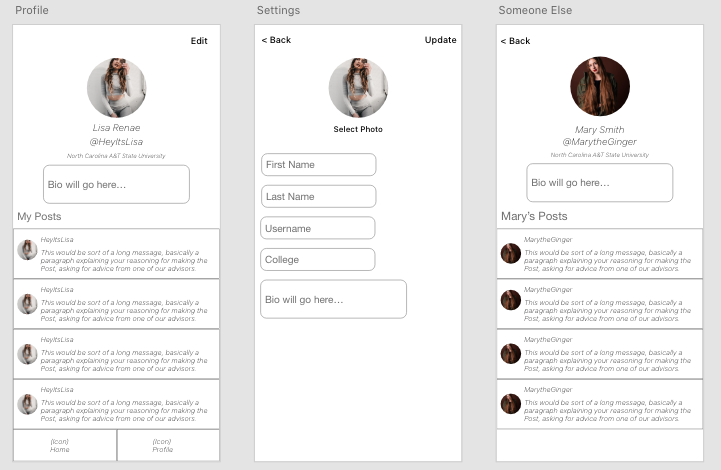 Profile
Edit
Lisa Renae
@HeyItsLisa
North Carolina A&T State University
Bio will go here...
My Posts
HeyItsLisa
This would be sort of a long message, basically a
paragraph explaining your reasoning for making the
Post, asking for advice from one of our advisors.
HeyItsLisa
This would be sort of a long message, basically a
paragraph explaining your reasoning for making the
Post, asking for advice from one of our advisors.
HeyItsLisa
This would be sort of a long message, basically a
paragraph explaining your reasoning for making the
Post, asking for advice from one of our advisors.
HeyItsLisa
This would be sort of a long message, basically a
paragraph explaining your reasoning for making the
Post, asking for advice from one of our advisors.
(Icon)
Home
(Icon)
Profile
Settings
< Back
Update
Select Photo
First Name
Last Name
Username
College
Bio will go here...
Someone Else
< Back
Mary Smith
@MarytheGinger
North Carolina A&T State University
Bio will go here...
Mary's Posts
MarytheGinger
This would be sort of a long message, basically a
paragraph explaining your reasoning for making the
Post, asking for advice from one of our advisors.
MarytheGinger
This would be sort of a long message, basically a
paragraph explaining your reasoning for making the
Post, asking for advice from one of our advisors.
MarytheGinger
This would be sort of a long message, basically a
paragraph explaining your reasoning for making the
Post, asking for advice from one of our advisors.
MarytheGinger
This would be sort of a long message, basically a
paragraph explaining your reasoning for making the
Post, asking for advice from one of our advisors.